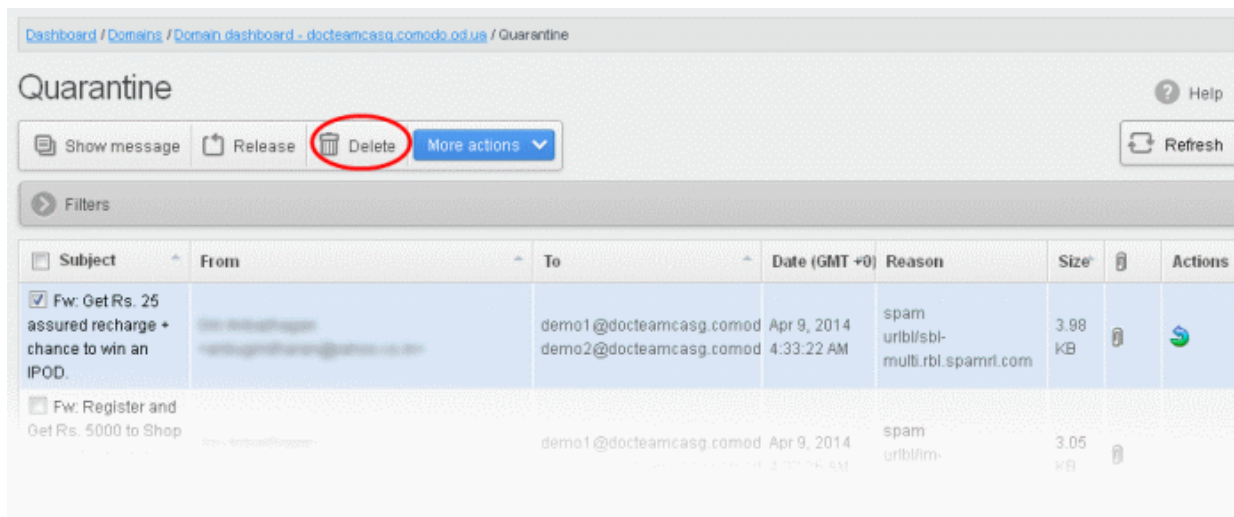 Dashboard / Domains / Domain dashboard - docteamcasg.comodo.od.ua / Quarantine
Quarantine
Help
Show message Release Delete More actions
Refresh
Filters
Subject From To Date (GMT +0) Reason Size Actions
Fw: Get Rs. 25
assured recharge +
chance to win an
IPOD.
demo1@docteamcasg.comod
demo2@docteamcasg.comod
Apr 9, 2014
4:33:22 AM
spam
urlbl/sbl-
multi.rbl.spamrl.com
3.98
KB
Fw: Register and
Get Rs. 5000 to Shop
demo1@docteamcasg.comod
Apr 9, 2014
spam
urlbl/im-
3.05
KB